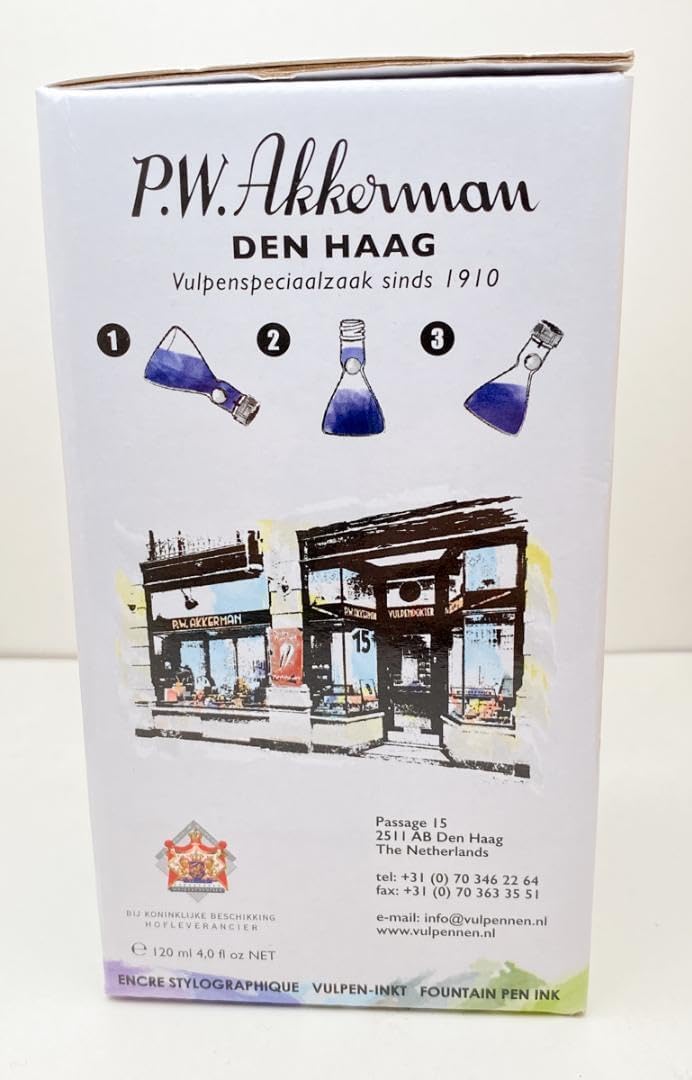 P.W. Akkerman
DEN HAAG
Vulpenspeciaalzaak sinds 1910
1 2 3
P.W. AKKERMAN
P.W. AKKERMAN VULPENDOKTER
15
Passage 15
2511 AB Den Haag
The Netherlands
tel: +31 (0) 70 346 22 64
fax: +31 (0) 70 363 35 51
e-mail: info@vulpennen.nl
www.vulpennen.nl
BIJ KONINKLIJKE BESCHIKKING
HOFLEVERANCIER
℮ 120 ml 4,0 fl oz NET
ENCRE STYLOGRAPHIQUE VULPEN-INKT FOUNTAIN PEN INK